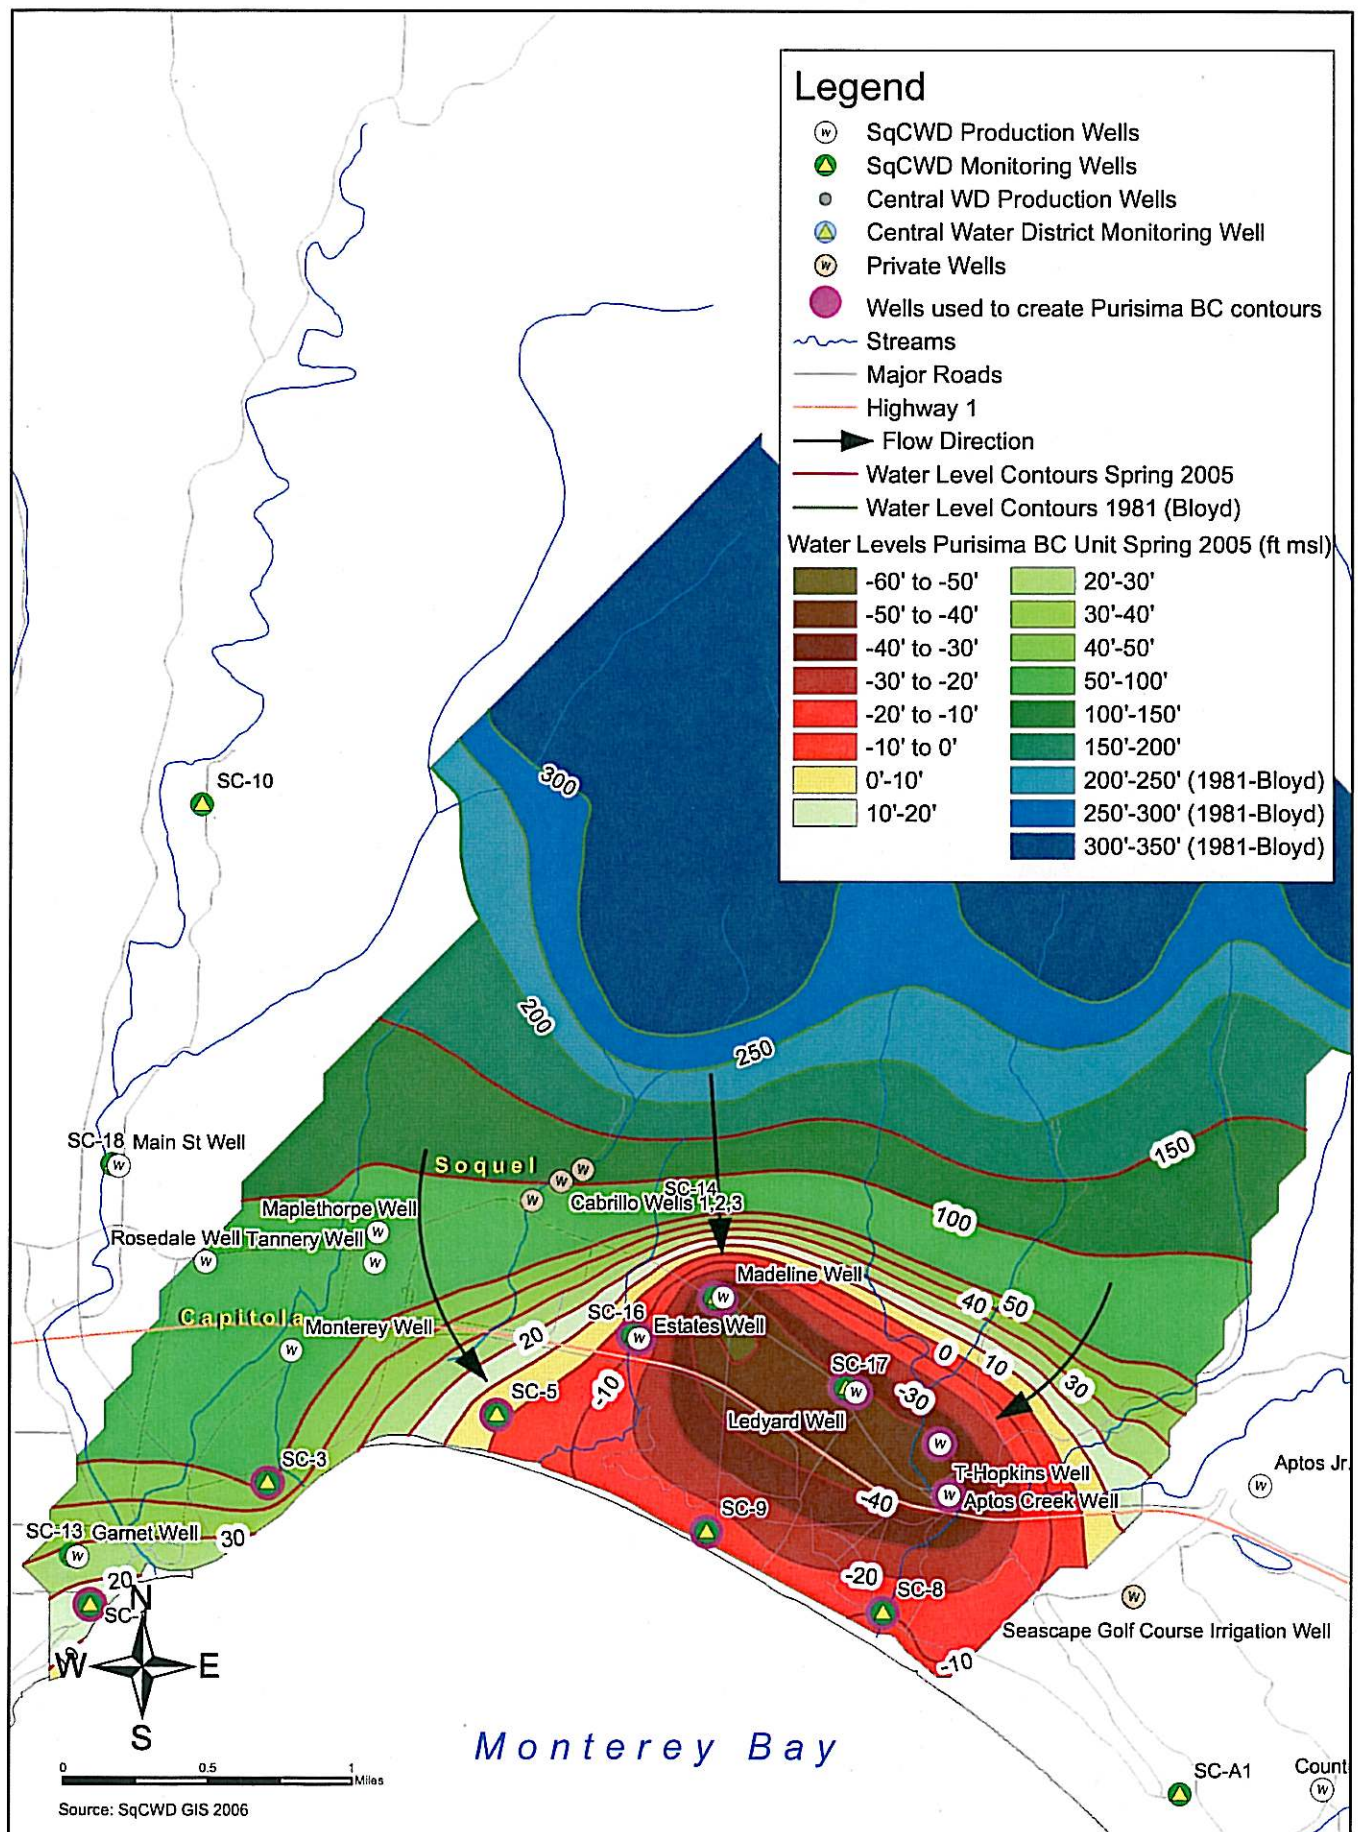 Legend
SqCWD Production Wells
SqCWD Monitoring Wells
Central WD Production Wells
Central Water District Monitoring Well
Private Wells
Wells used to create Purisima BC contours
Streams
Major Roads
Highway 1
Flow Direction
Water Level Contours Spring 2005
Water Level Contours 1981 (Bloyd)
Water Levels Purisima BC Unit Spring 2005 (ft msl)
-60' to -50'
-50' to -40'
-40' to -30'
-30' to -20'
-20' to -10'
-10' to 0'
0'-10'
10'-20'
20'-30'
30'-40'
40'-50'
50'-100'
100'-150'
150'-200'
200'-250' (1981-Bloyd)
250'-300' (1981-Bloyd)
300'-350' (1981-Bloyd)
SC-10
300
200
250
SC-18 Main St Well
150
Soquel
SC-14
Cabrillo Wells 1,2,3
Maplethorpe Well
100
Rosedale Well Tannery Well
Madeline Well
40
50
SC-16
Capitola
Monterey Well
Estates Well
20
0
10
30
SC-17
-10
SC-5
-30
Ledyard Well
SC-3
T-Hopkins Well
Aptos Jr.
-40
Aptos Creek Well
SC-9
SC-13 Garnet Well
30
20
-20
SC-8
SC-
N
W
E
S
Seascape Golf Course Irrigation Well
-10
Monterey Bay
SC-A1
Count
0
0.5
1
Miles
Source: SqCWD GIS 2006